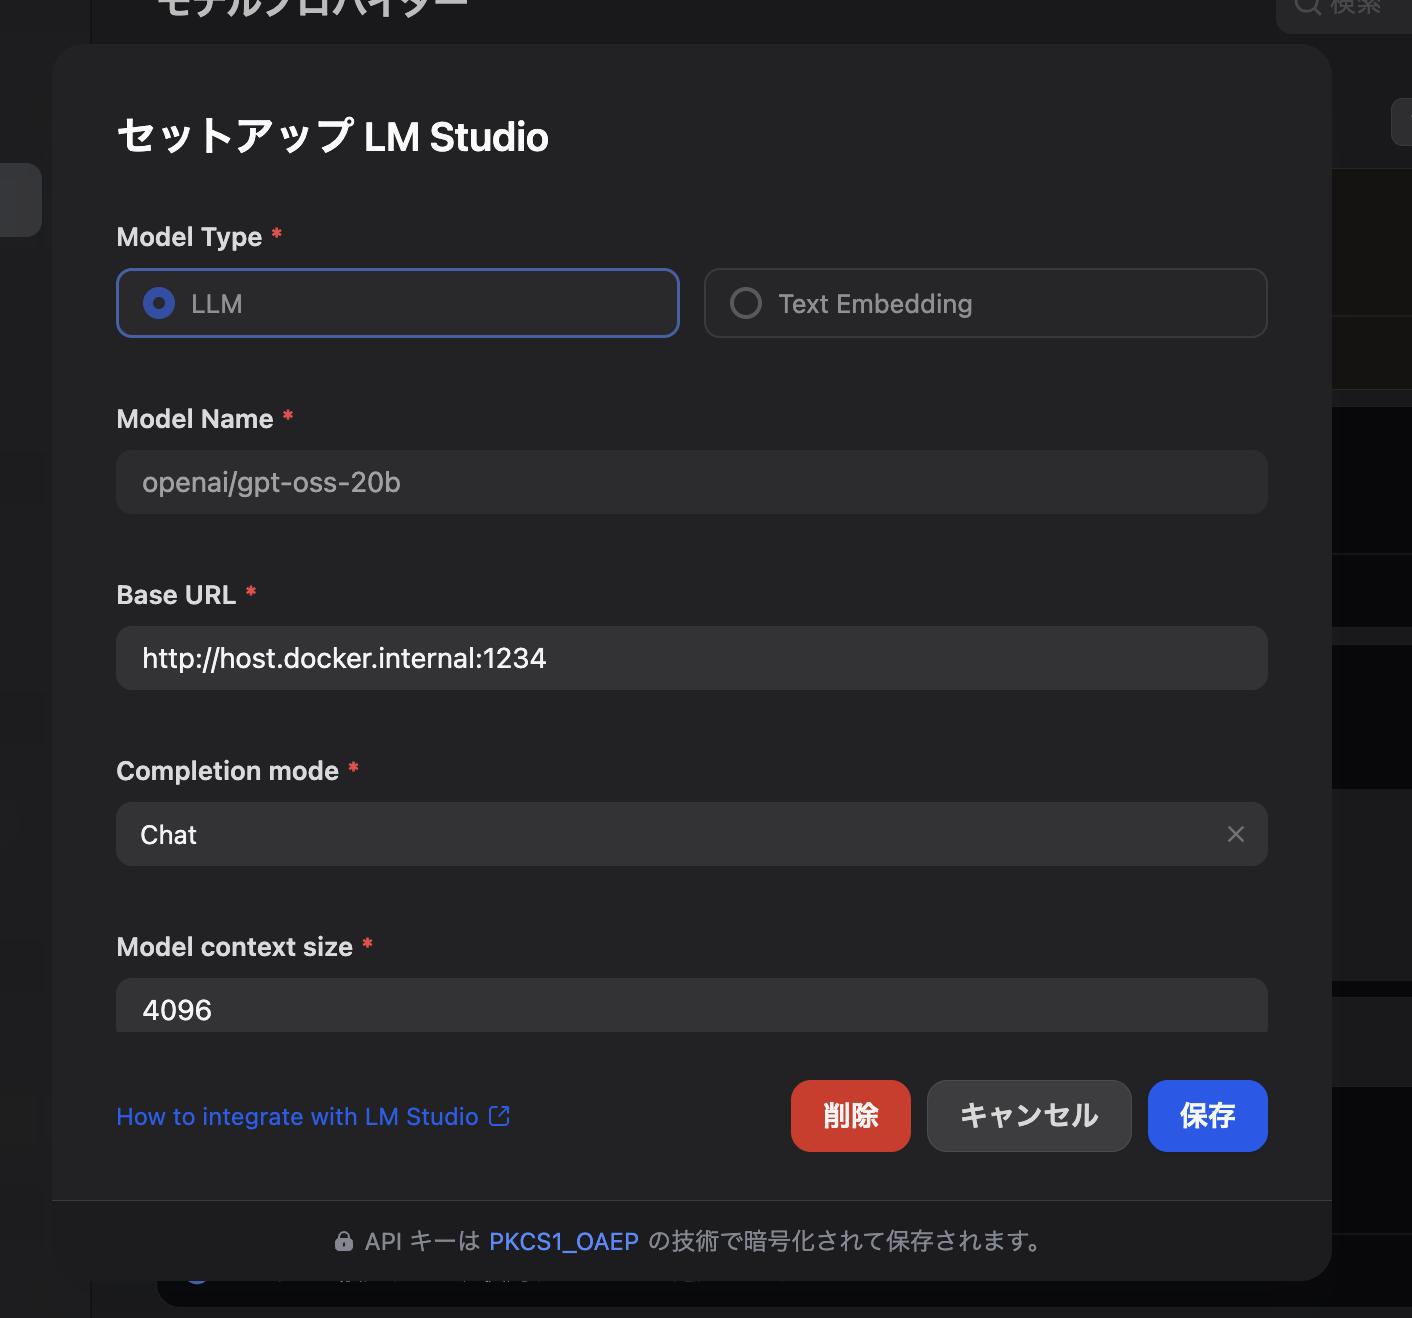 モデルプロバイダー
検索
セットアップ LM Studio
Model Type *
LLM
Text Embedding
Model Name *
openai/gpt-oss-20b
Base URL *
http://host.docker.internal:1234
Completion mode *
Chat
Model context size *
4096
How to integrate with LM Studio
削除
キャンセル
保存
API キーは PKCS1_OAEP の技術で暗号化されて保存されます。